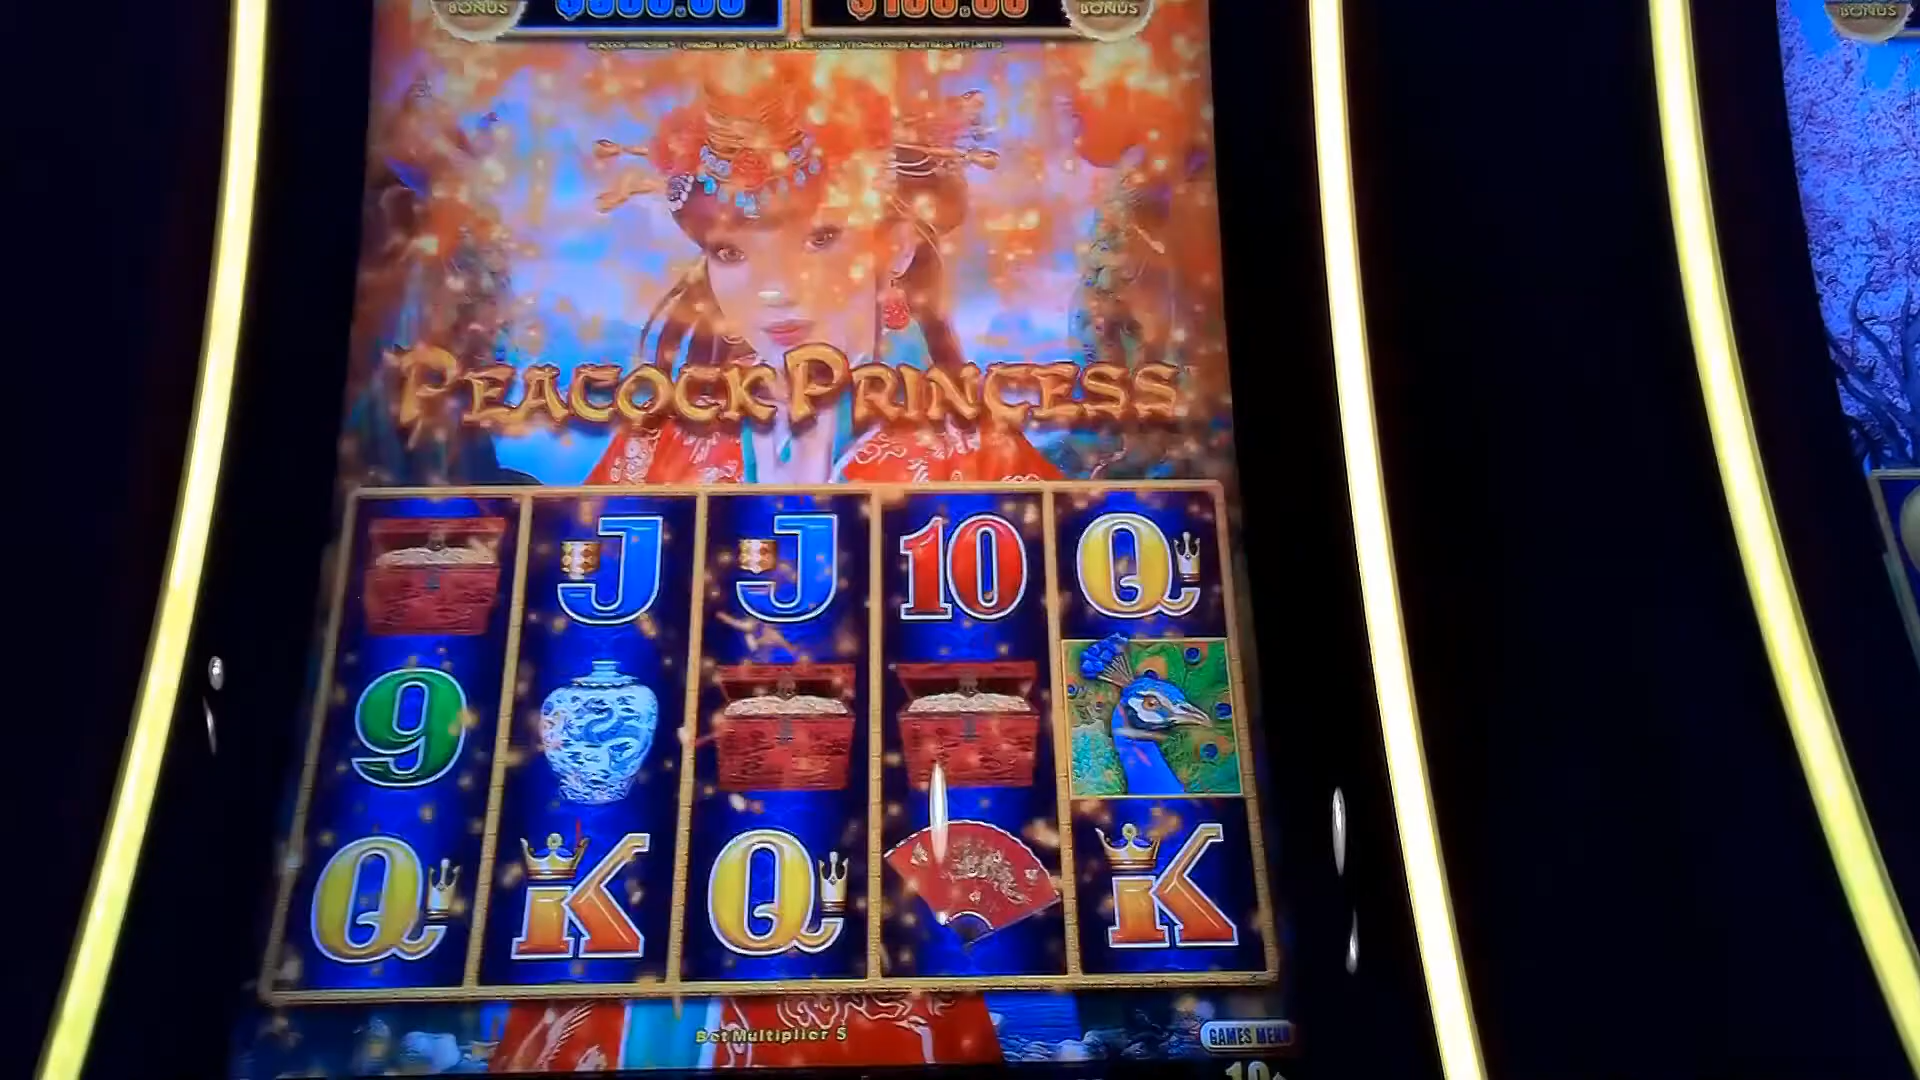 BONUS
BONUS
BONUS
PEACOCK PRINCESS
J J 10 Q
9
Q K Q K
Bet Multiplier 5
GAMES MENU